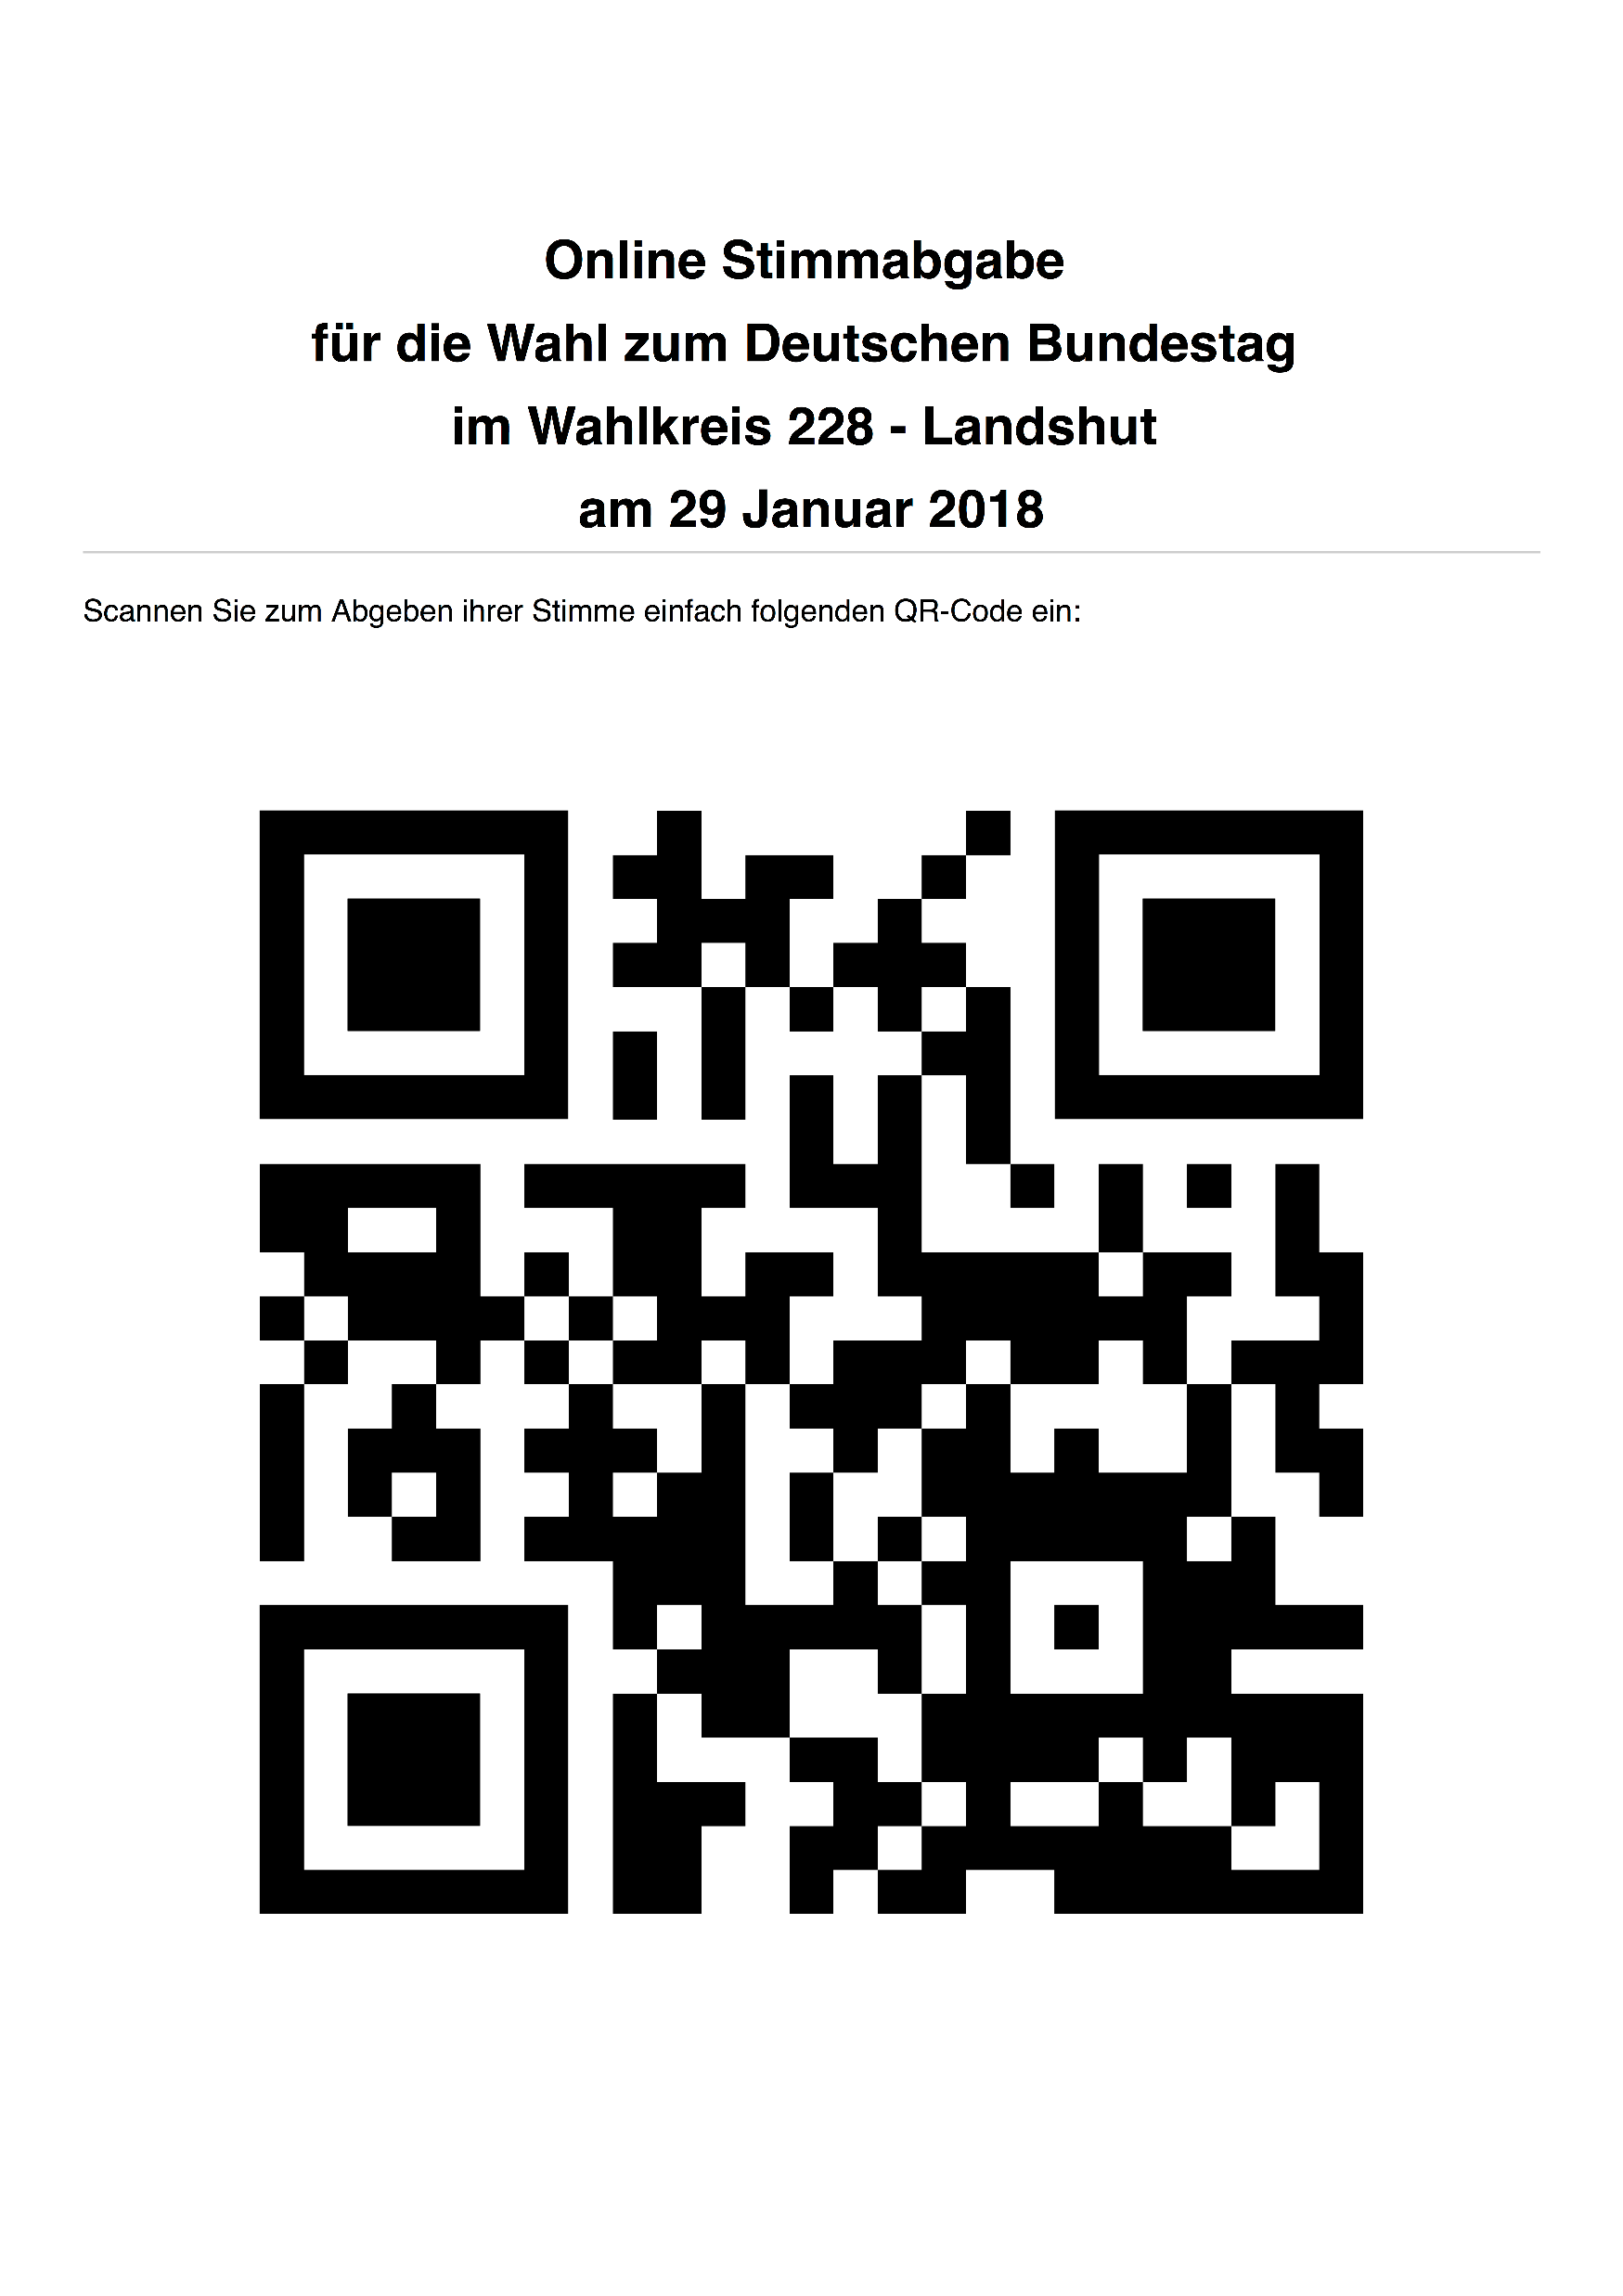 Online Stimmabgabe
für die Wahl zum Deutschen Bundestag
im Wahlkreis 228 - Landshut
am 29 Januar 2018
Scannen Sie zum Abgeben ihrer Stimme einfach folgenden QR-Code ein: